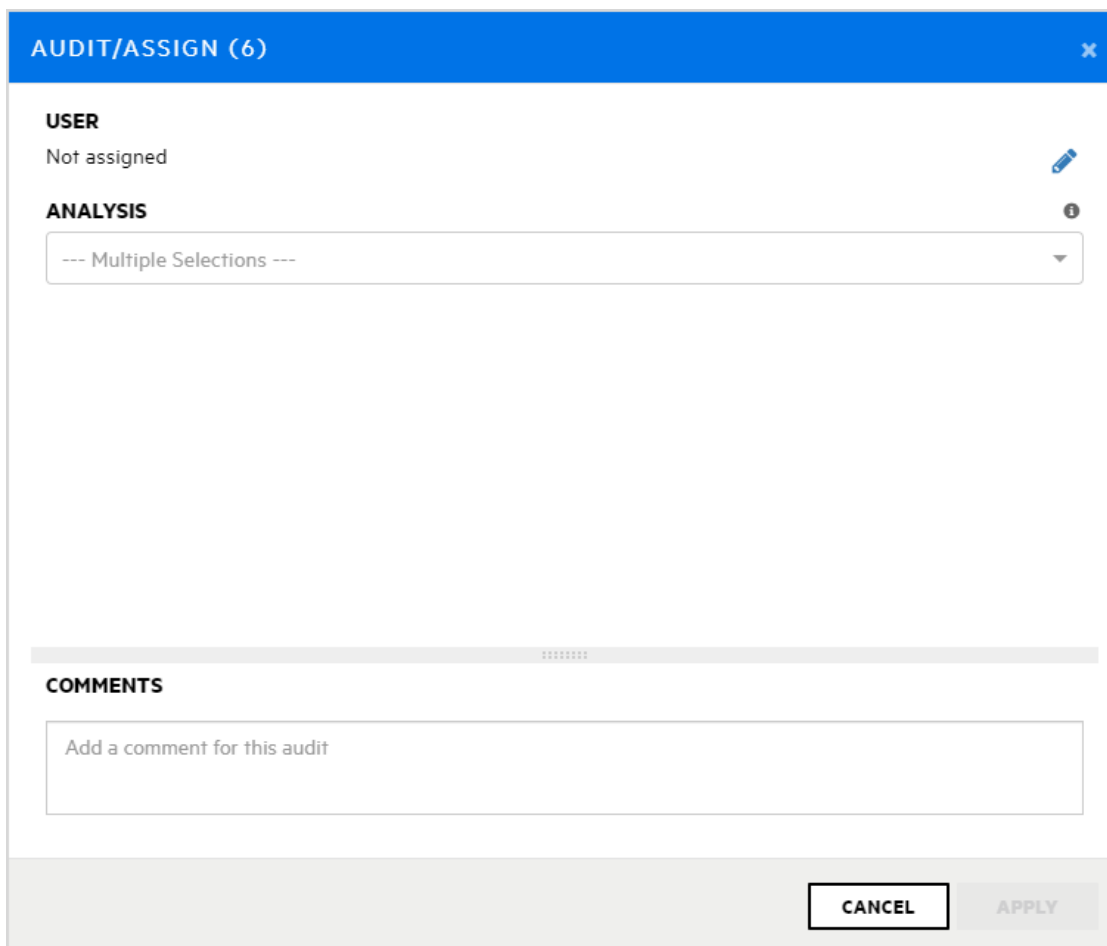 AUDIT/ASSIGN (6)
USER
Not assigned
ANALYSIS
--- Multiple Selections ---
COMMENTS
Add a comment for this audit
CANCEL APPLY